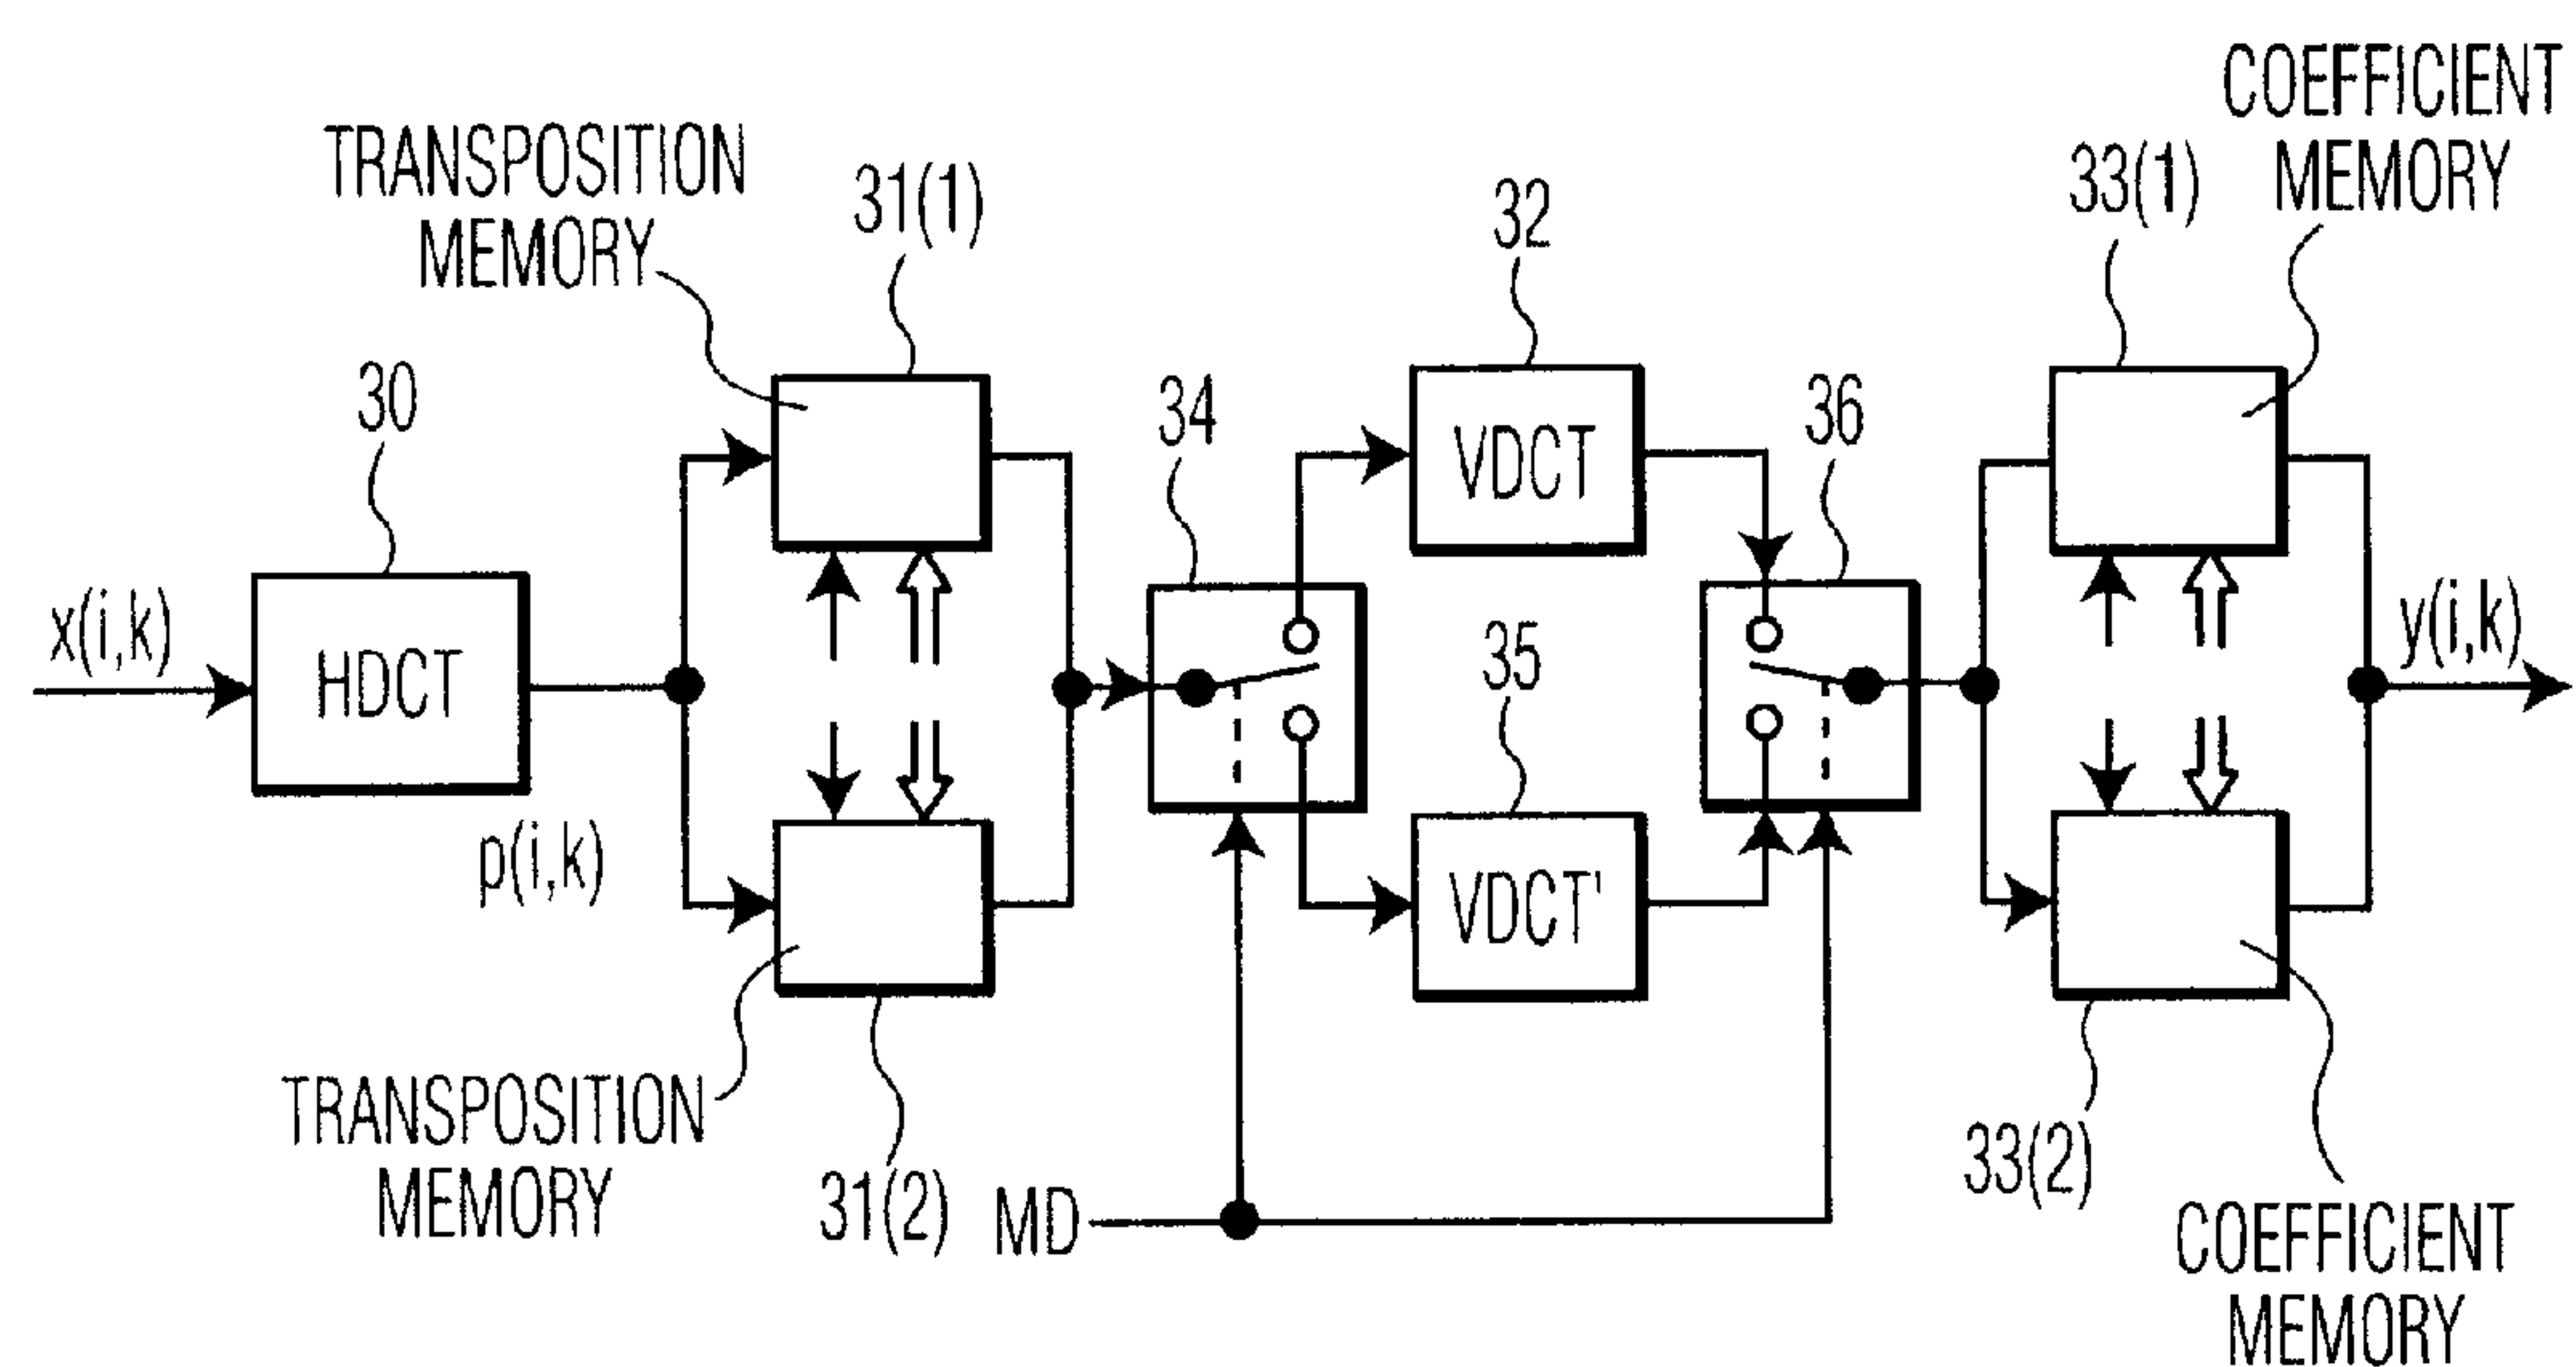 COEFFICIENT
MEMORY
TRANSPOSITION
MEMORY
31(1)
33(1)
32
30
34
36
VDCT
x(i,k)
HDCT
35
y(i,k)
p(i,k)
VDCT'
TRANSPOSITION
MEMORY
31(2)
MD
33(2)
COEFFICIENT
MEMORY